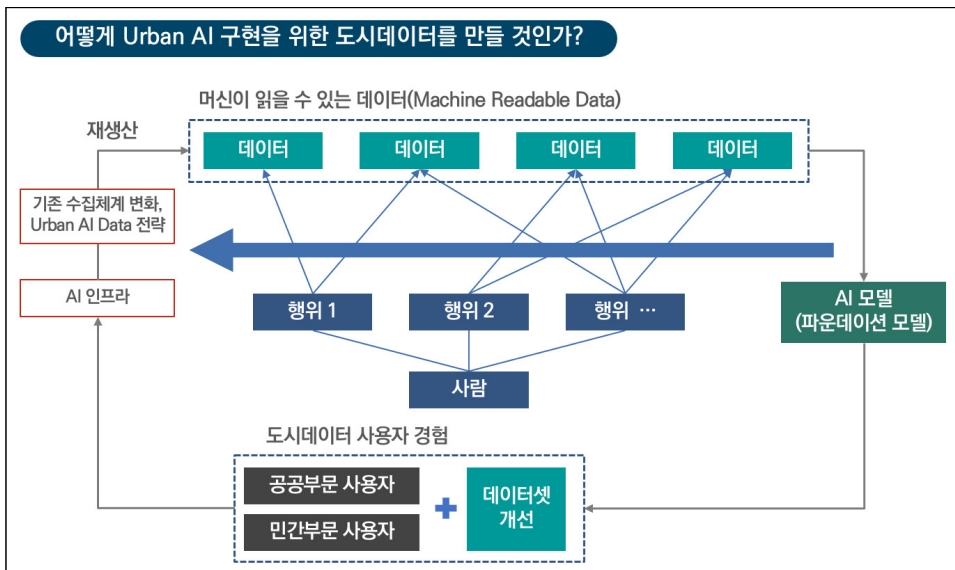 어떻게 Urban AI 구현을 위한 도시데이터를 만들 것인가?
머신이 읽을 수 있는 데이터(Machine Readable Data)
재생산
데이터
데이터
데이터
데이터
기존 수집체계 변화,
Urban AI Data 전략
AI 인프라
행위 1
행위 2
행위 ⋯
AI 모델
(파운데이션 모델)
사람
도시데이터 사용자 경험
공공부문 사용자
민간부문 사용자
+
데이터셋
개선